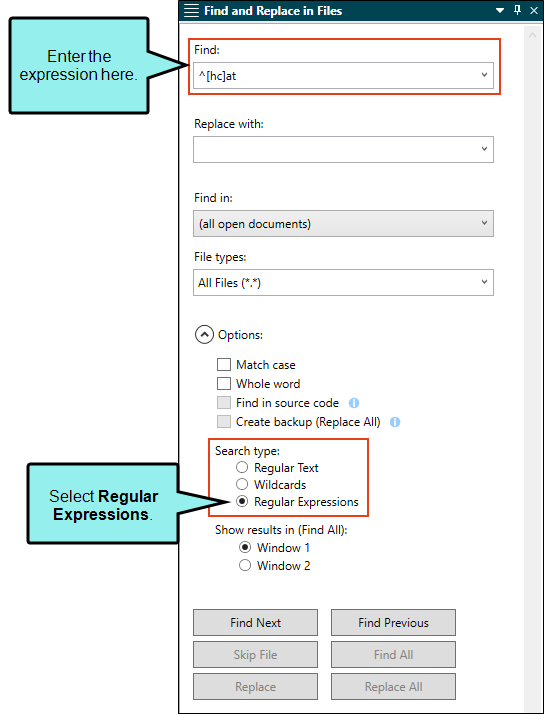 Find and Replace in Files
Enter the
expression here.
Find:
^[hc]at
Replace with:
Find in:
(all open documents)
File types:
All Files (*.*)
Options:
Match case
Whole word
Find in source code
Create backup (Replace All)
Search type:
Regular Text
Wildcards
Regular Expressions
Select Regular
Expressions.
Show results in (Find All):
Window 1
Window 2
Find Next
Find Previous
Skip File
Find All
Replace
Replace All